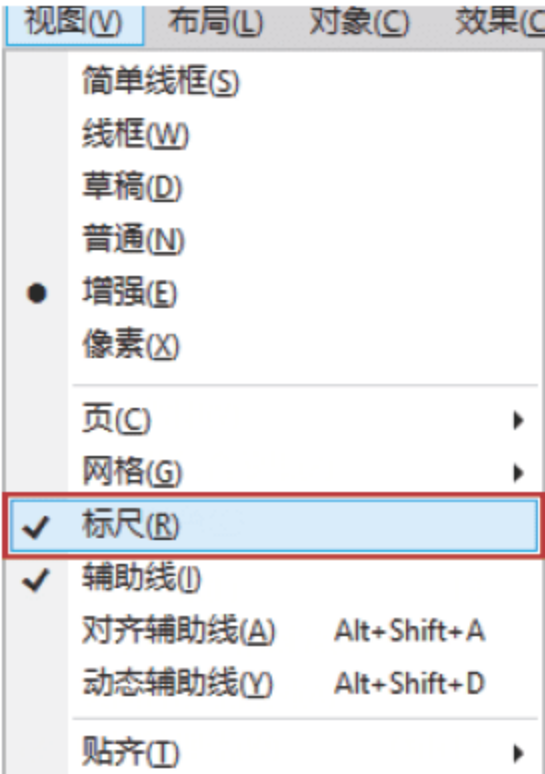 视图(V) 布局(L) 对象(C) 效果(C
简单线框(S)
线框(W)
草稿(D)
普通(N)
增强(E)
像素(X)
页(C)
网格(G)
标尺(R)
辅助线(I)
对齐辅助线(A) Alt+Shift+A
动态辅助线(Y) Alt+Shift+D
贴齐(T)